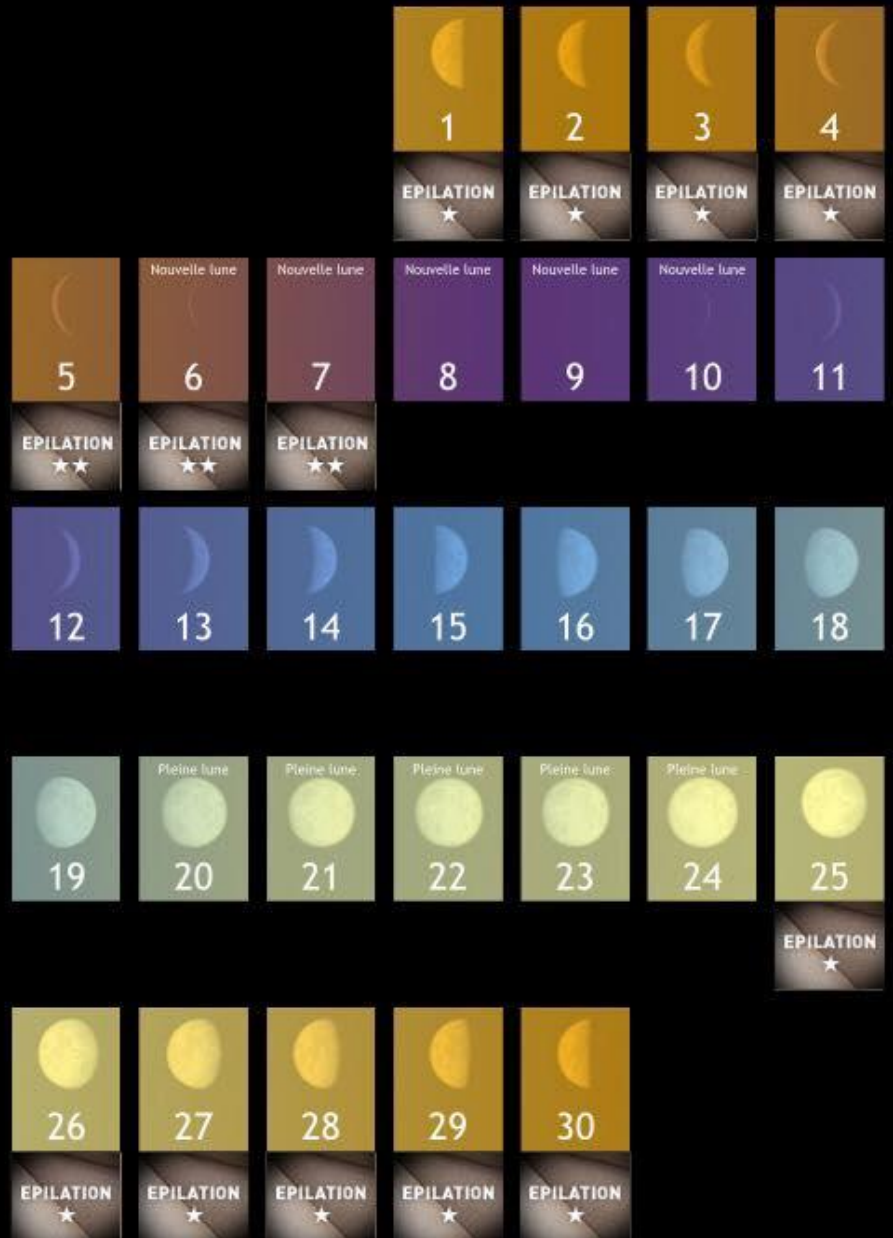 1 2 3 4
EPILATION EPILATION EPILATION EPILATION
★ ★ ★ ★
Nouvelle lune Nouvelle lune Nouvelle lune Nouvelle lune Nouvelle lune
5 6 7 8 9 10 11
EPILATION EPILATION EPILATION
★★ ★★ ★★
12 13 14 15 16 17 18
Pleine lune Pleine lune Pleine lune Pleine lune Pleine lune
19 20 21 22 23 24 25
EPILATION
★
26 27 28 29 30
EPILATION EPILATION EPILATION EPILATION EPILATION
★ ★ ★ ★ ★